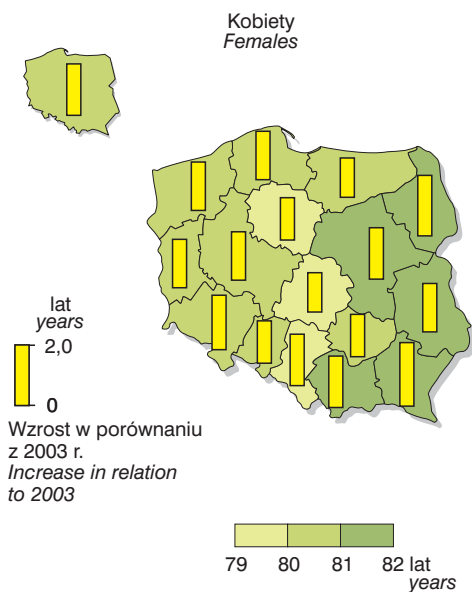 Kobiety
Females
lat
years
2,0
0
Wzrost w porównaniu
z 2003 r.
Increase in relation
to 2003
79 80 81 82 lat
years